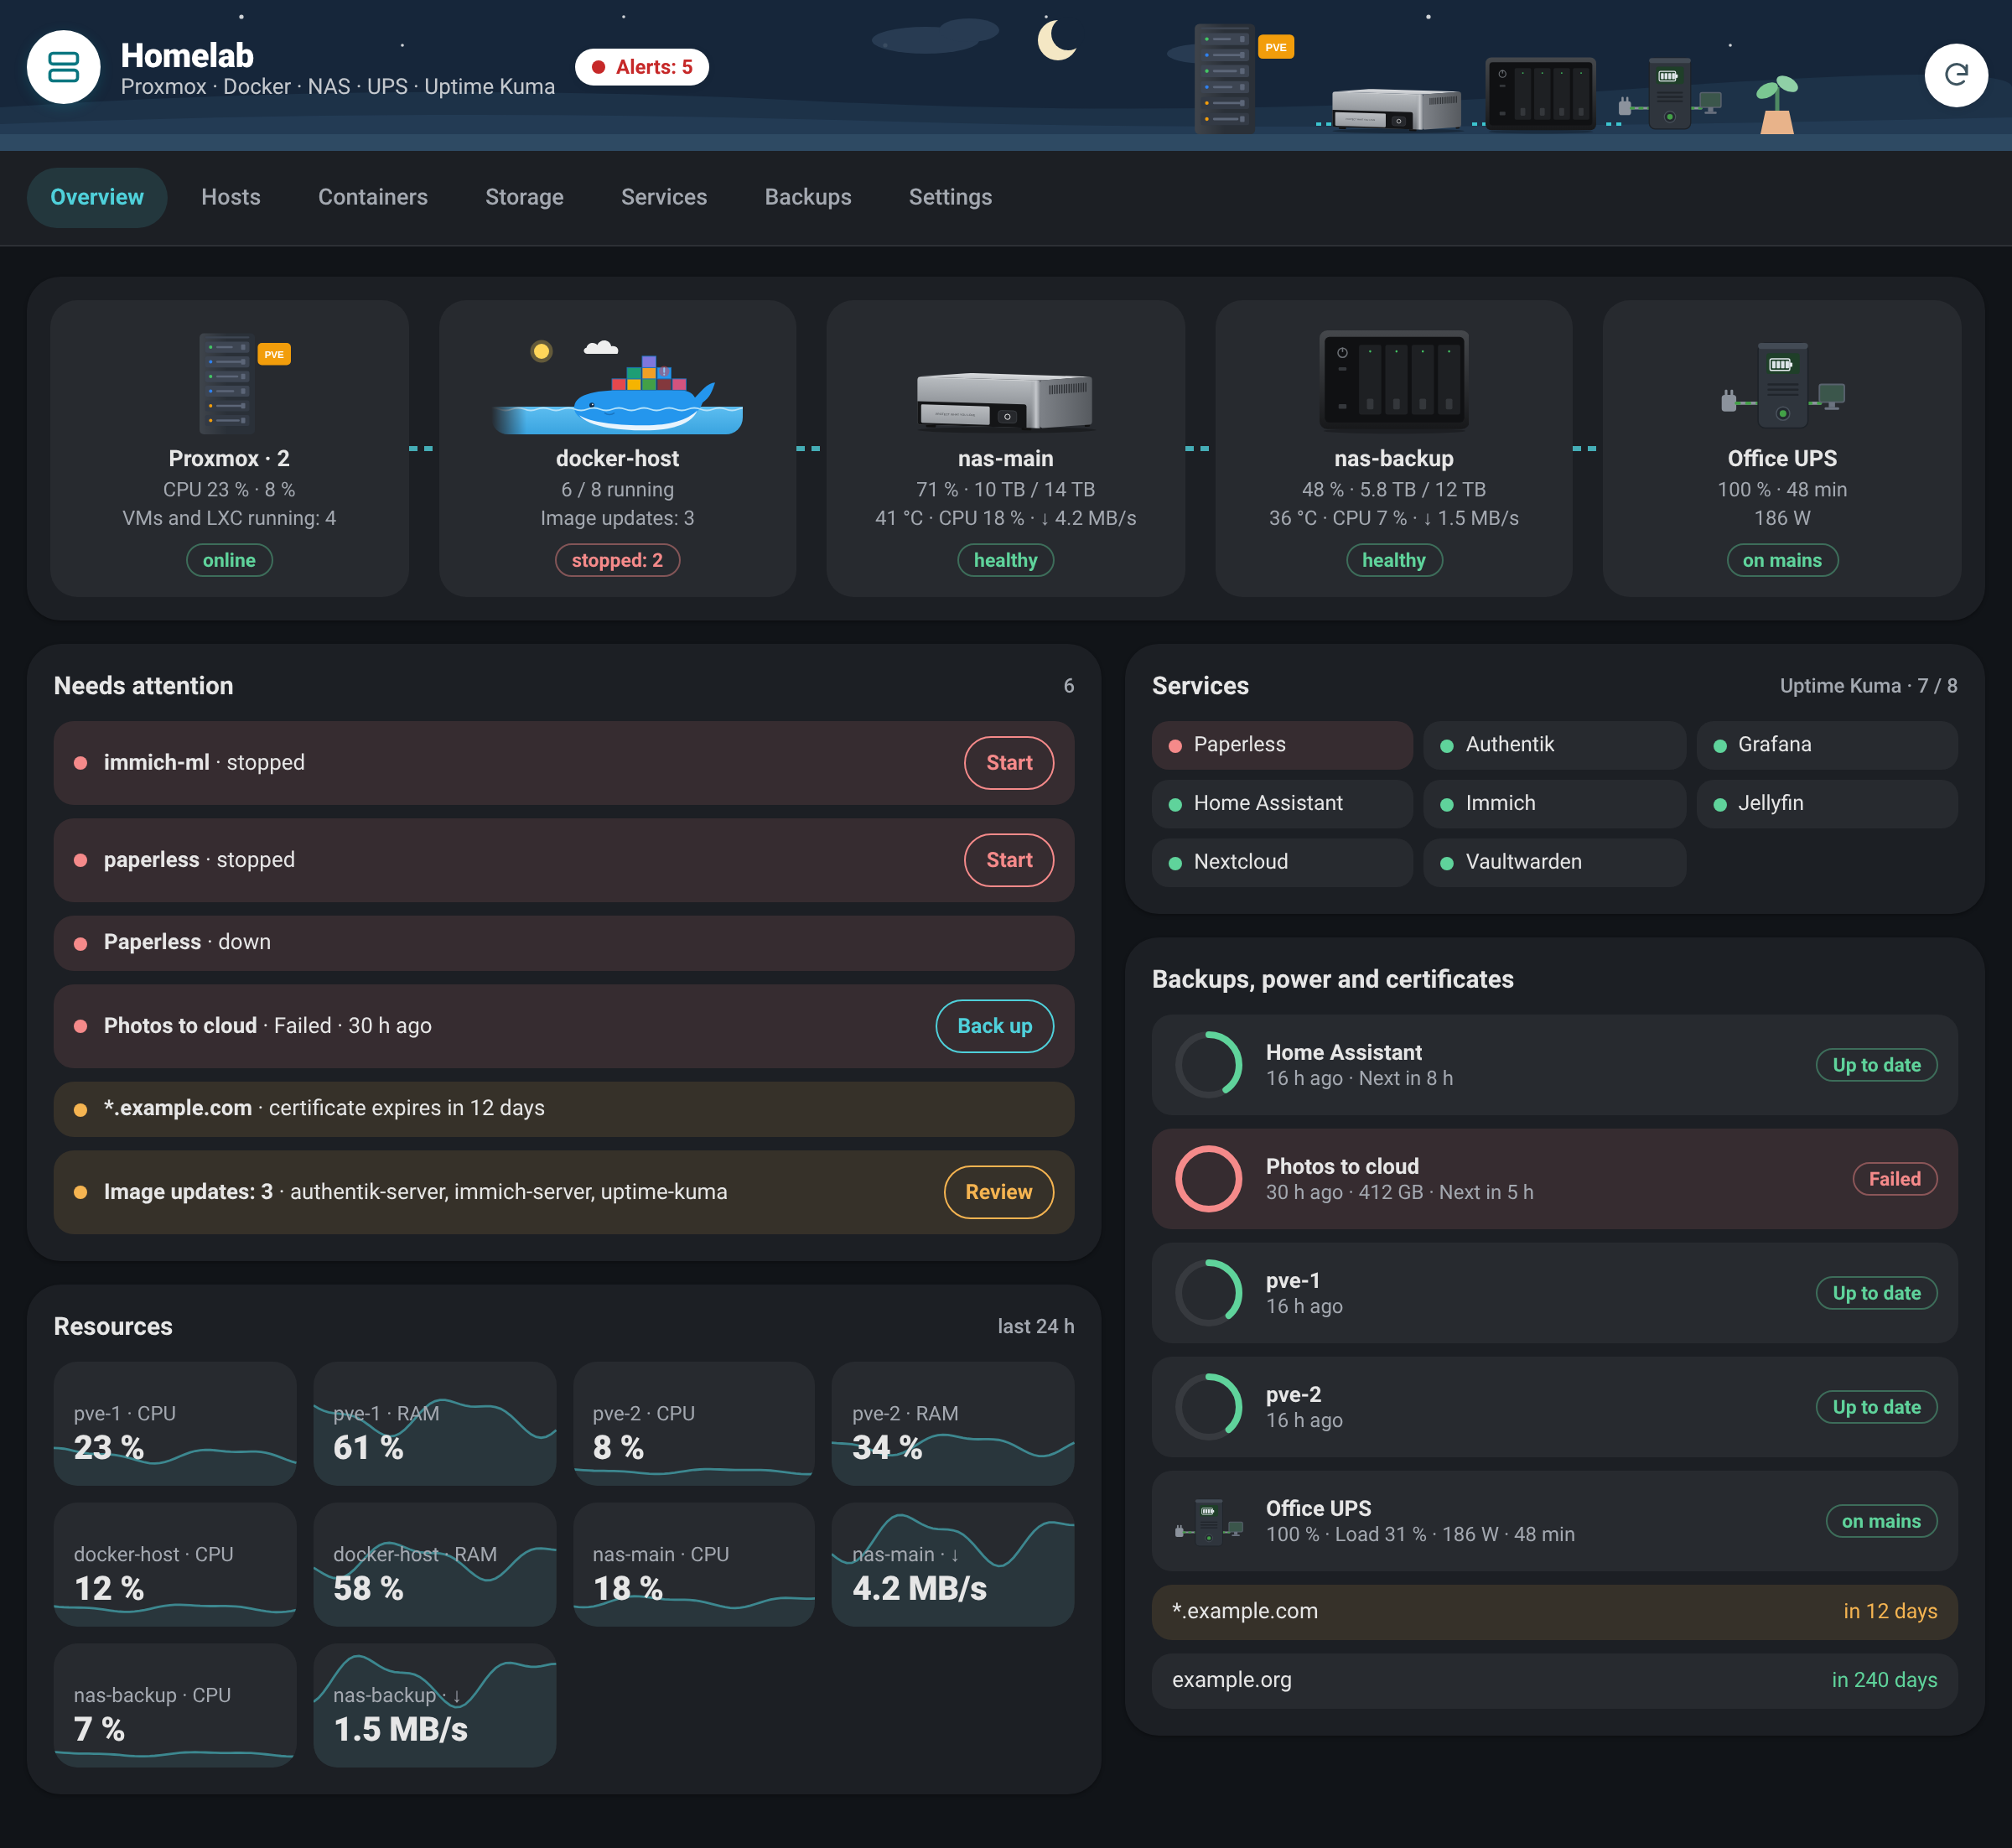 Homelab
Proxmox · Docker · NAS · UPS · Uptime Kuma
Alerts: 5
PVE
Overview
Hosts
Containers
Storage
Services
Backups
Settings
PVE
Proxmox · 2
CPU 23 % · 8 %
VMs and LXC running: 4
online
docker-host
6 / 8 running
Image updates: 3
stopped: 2
nas-main
71 % · 10 TB / 14 TB
41 °C · CPU 18 % · ↓ 4.2 MB/s
healthy
nas-backup
48 % · 5.8 TB / 12 TB
36 °C · CPU 7 % · ↓ 1.5 MB/s
healthy
Office UPS
100 % · 48 min
186 W
on mains
Needs attention
6
immich-ml · stopped
Start
paperless · stopped
Start
Paperless · down
Photos to cloud · Failed · 30 h ago
Back up
*.example.com · certificate expires in 12 days
Image updates: 3 · authentik-server, immich-server, uptime-kuma
Review
Resources
last 24 h
pve-1 · CPU
23 %
pve-1 · RAM
61 %
pve-2 · CPU
8 %
pve-2 · RAM
34 %
docker-host · CPU
12 %
docker-host · RAM
58 %
nas-main · CPU
18 %
nas-main · ↓
4.2 MB/s
nas-backup · CPU
7 %
nas-backup · ↓
1.5 MB/s
Services
Uptime Kuma · 7 / 8
Paperless
Authentik
Grafana
Home Assistant
Immich
Jellyfin
Nextcloud
Vaultwarden
Backups, power and certificates
Home Assistant
16 h ago · Next in 8 h
Up to date
Photos to cloud
30 h ago · 412 GB · Next in 5 h
Failed
pve-1
16 h ago
Up to date
pve-2
16 h ago
Up to date
Office UPS
100 % · Load 31 % · 186 W · 48 min
on mains
*.example.com
in 12 days
example.org
in 240 days